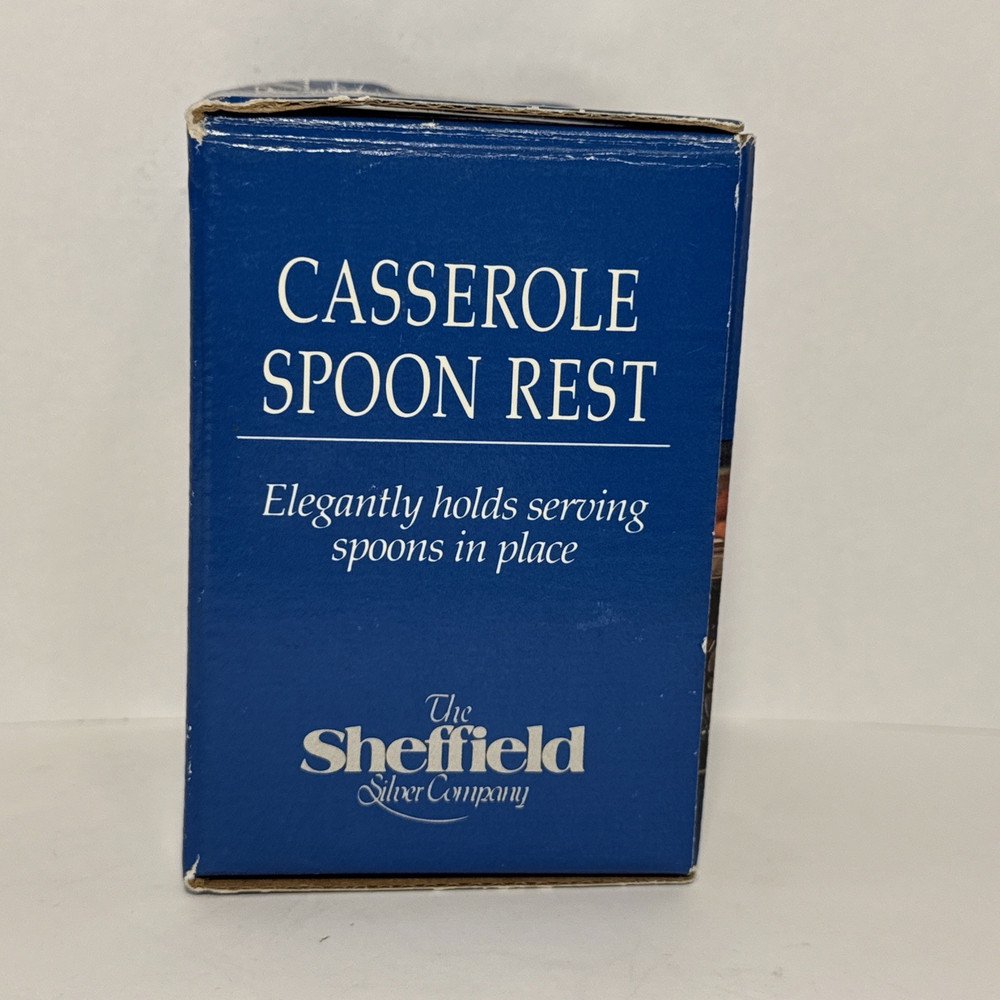 CASSEROLE
SPOON REST
Elegantly holds serving
spoons in place
The
Sheffield
Silver Company